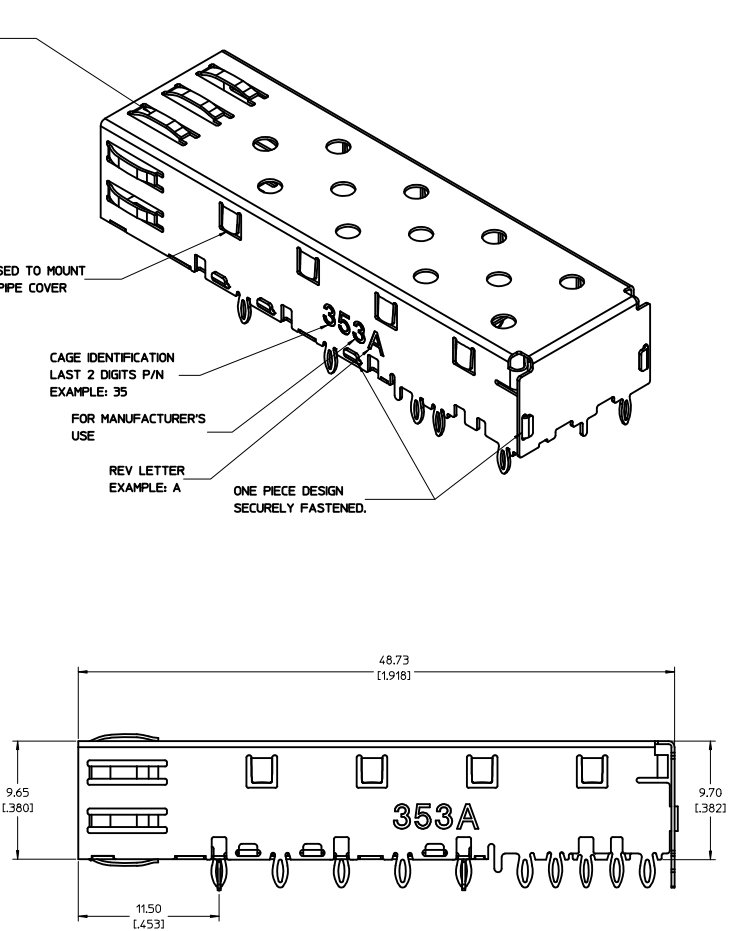 SED TO MOUNT
PIPE COVER
353A
CAGE IDENTIFICATION
LAST 2 DIGITS P/N
EXAMPLE: 35
FOR MANUFACTURER'S
USE
REV LETTER
EXAMPLE: A
ONE PIECE DESIGN
SECURELY FASTENED.
48.73
[1.918]
9.65
[.380]
353A
9.70
[.382]
11.50
[.453]